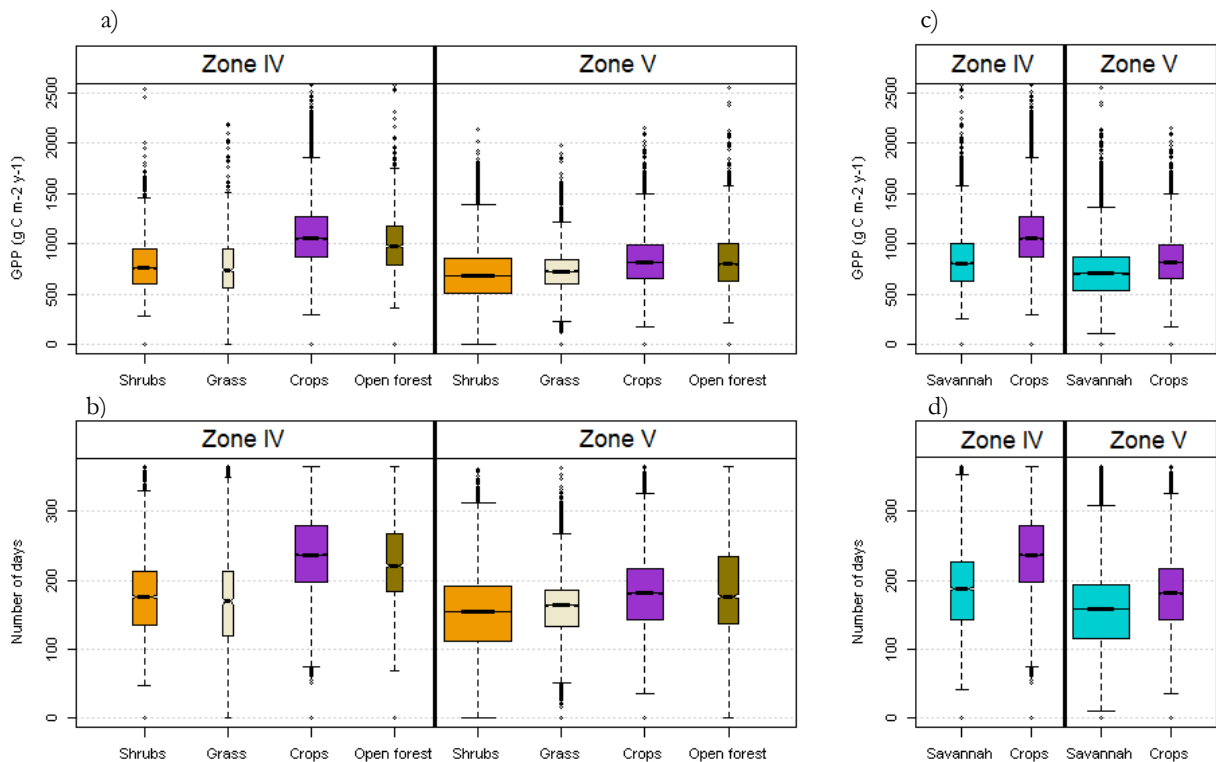 a)
Zone IV
Zone V
GPP (g C m-2 y-1)
2500
2000
1500
1000
500
0
Shrubs
Grass
Crops
Open forest
Shrubs
Grass
Crops
Open forest
c)
Zone IV
Zone V
GPP (g C m-2 y-1)
2500
2000
1500
1000
500
0
Savannah
Crops
Savannah
Crops
b)
Zone IV
Zone V
Number of days
300
200
100
0
Shrubs
Grass
Crops
Open forest
Shrubs
Grass
Crops
Open forest
d)
Zone IV
Zone V
Number of days
300
200
100
0
Savannah
Crops
Savannah
Crops